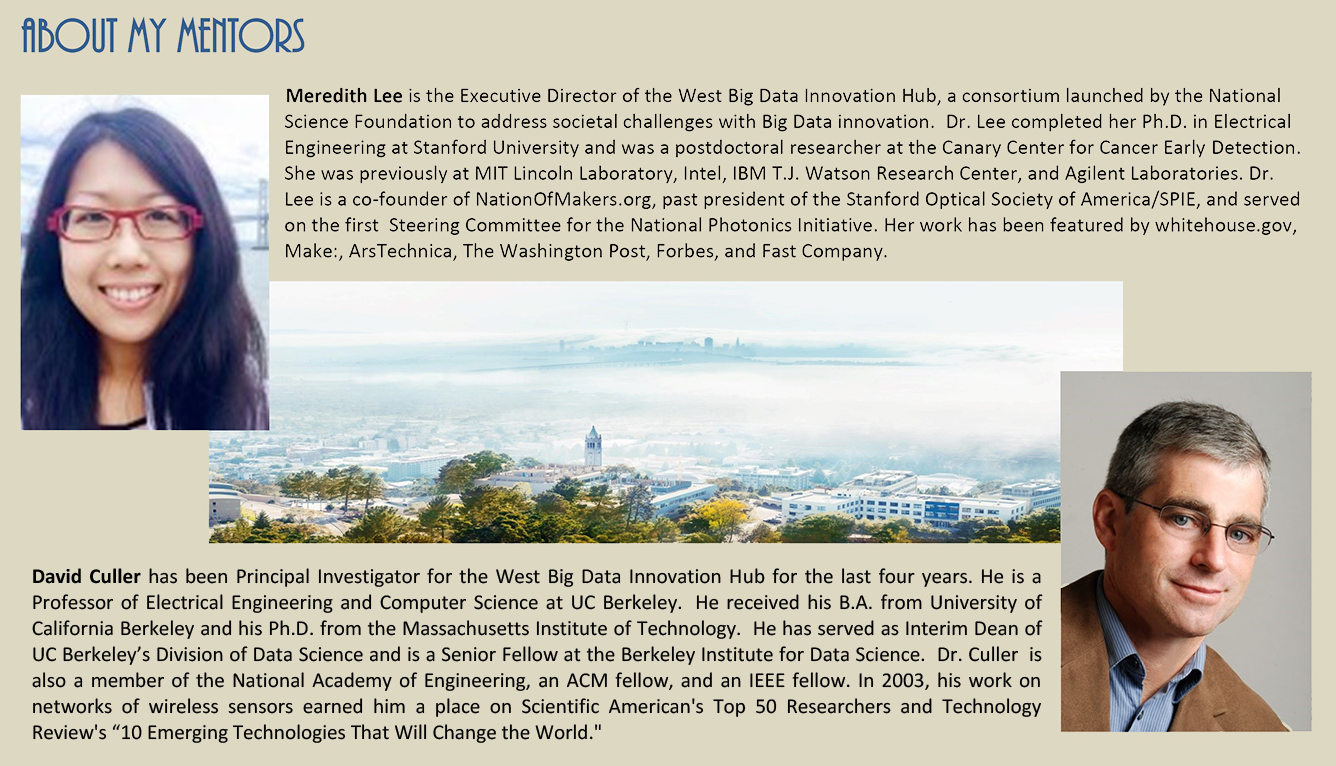 ABOUT MY MENTORS
Meredith Lee is the Executive Director of the West Big Data Innovation Hub, a consortium launched by the National
Science Foundation to address societal challenges with Big Data innovation.  Dr. Lee completed her Ph.D. in Electrical
Engineering at Stanford University and was a postdoctoral researcher at the Canary Center for Cancer Early Detection.
She was previously at MIT Lincoln Laboratory, Intel, IBM T.J. Watson Research Center, and Agilent Laboratories. Dr.
Lee is a co-founder of NationOfMakers.org, past president of the Stanford Optical Society of America/SPIE, and served
on the first  Steering Committee for the National Photonics Initiative. Her work has been featured by whitehouse.gov,
Make:, ArsTechnica, The Washington Post, Forbes, and Fast Company.
David Culler has been Principal Investigator for the West Big Data Innovation Hub for the last four years. He is a
Professor of Electrical Engineering and Computer Science at UC Berkeley.  He received his B.A. from University of
California Berkeley and his Ph.D. from the Massachusetts Institute of Technology.  He has served as Interim Dean of
UC Berkeley’s Division of Data Science and is a Senior Fellow at the Berkeley Institute for Data Science.  Dr. Culler  is
also a member of the National Academy of Engineering, an ACM fellow, and an IEEE fellow. In 2003, his work on
networks of wireless sensors earned him a place on Scientific American's Top 50 Researchers and Technology
Review's “10 Emerging Technologies That Will Change the World."